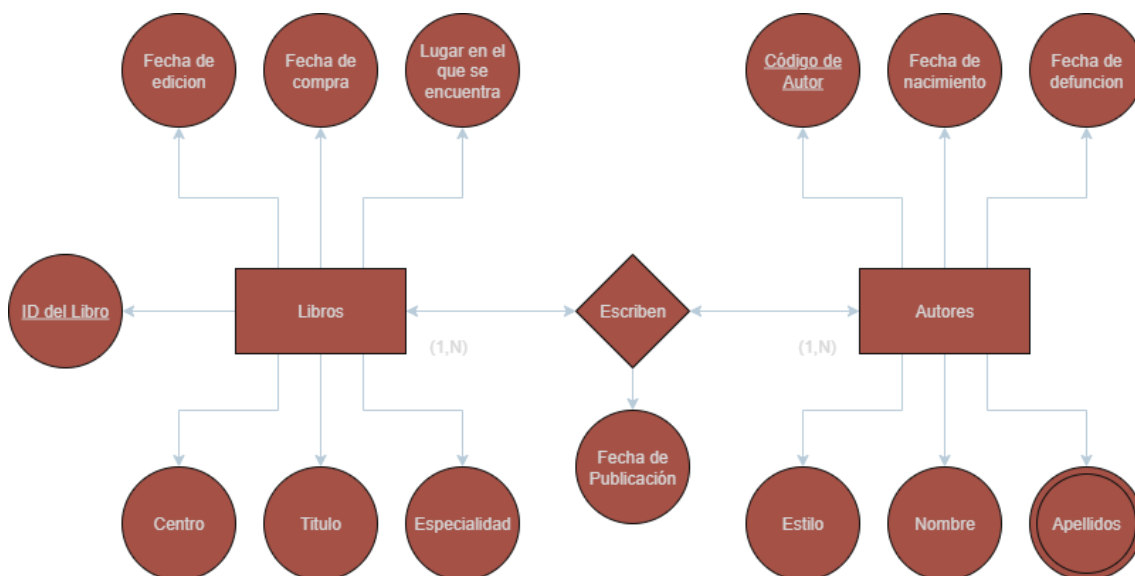 Fecha de
edicion
Fecha de
compra
Lugar en el
que se
encuentra
Código de
Autor
Fecha de
nacimiento
Fecha de
defuncion
ID del Libro
Libros
(1,N)
Escriben
(1,N)
Autores
Fecha de
Publicación
Centro
Titulo
Especialidad
Estilo
Nombre
Apellidos